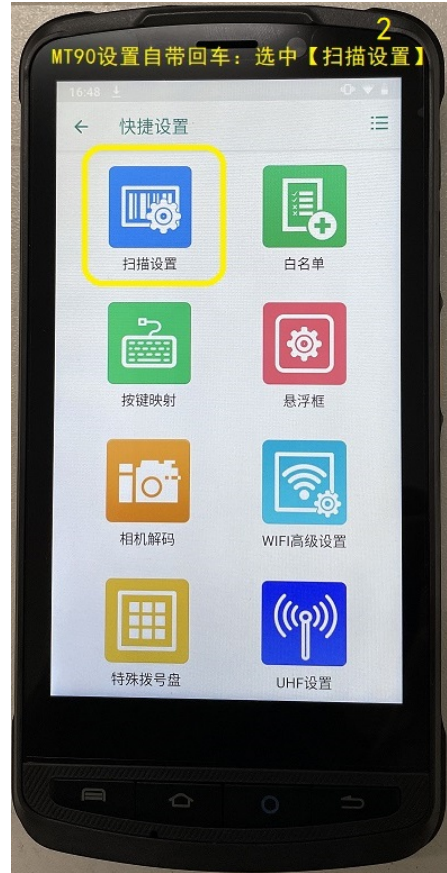 2
MT90设置自带回车：选中【扫描设置】
16:48
快捷设置
扫描设置
白名单
按键映射
悬浮框
相机解码
WIFI高级设置
特殊拨号盘
UHF设置